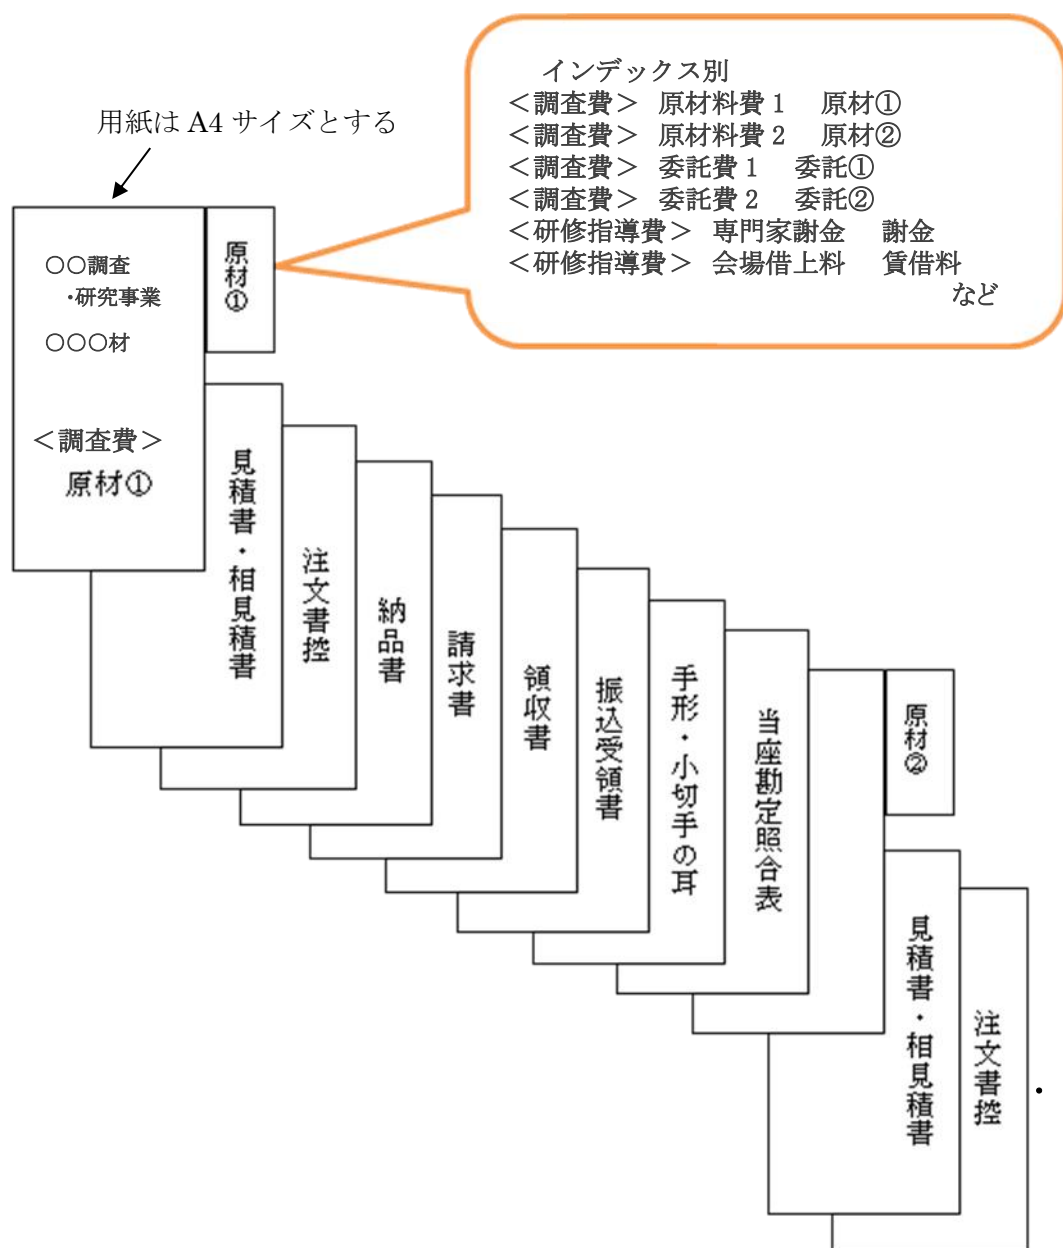 用紙は A4 サイズとする
インデックス別
＜調査費＞ 原材料費 1 原材①
＜調査費＞ 原材料費 2 原材②
＜調査費＞ 委託費 1 委託①
＜調査費＞ 委託費 2 委託②
＜研修指導費＞ 専門家謝金 謝金
＜研修指導費＞ 会場借上料 賃借料
など
原材①
〇〇調査
・研究事業
〇〇〇材
＜調査費＞
原材①
見積書・相見積書
注文書控
納品書
請求書
領収書
振込受領書
手形・小切手の耳
当座勘定照合表
原材②
見積書・相見積書
注文書控
・